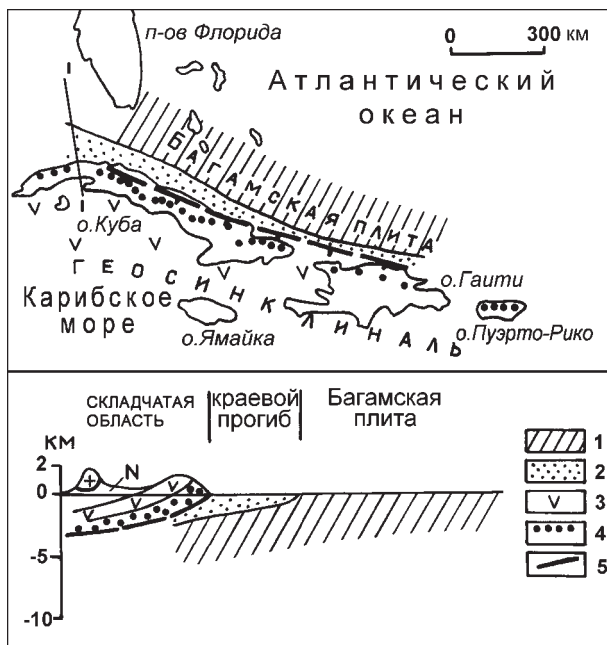 п-ов Флорида
0 300 км
Атлантический
океан
I
БАГАМСКАЯ ПЛИТА
I
о.Куба
ГЕОСИНКЛИНАЛЬ
Карибское
море
о.Ямайка
о.Гаити
о.Пуэрто-Рико
СКЛАДЧАТАЯ
ОБЛАСТЬ
краевой
прогиб
Багамская
плита
КМ
2
0
-5
-10
N
1
2
3
4
5